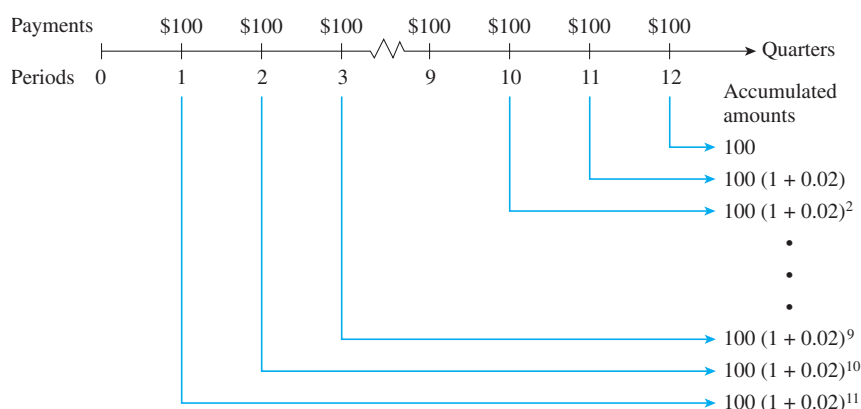 Payments $100 $100 $100 $100 $100 $100 $100
Quarters
Periods 0 1 2 3 9 10 11 12
Accumulated
amounts
100
100 (1 + 0.02)
100 (1 + 0.02)²
100 (1 + 0.02)⁹
100 (1 + 0.02)¹⁰
100 (1 + 0.02)¹¹